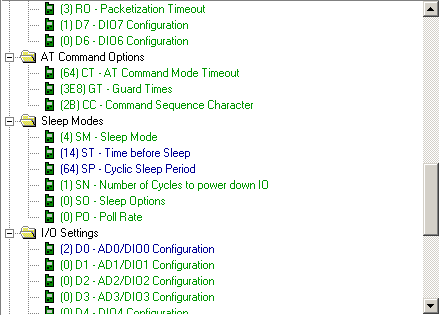 (3) RO - Packetization Timeout
(1) D7 - DIO7 Configuration
(0) D6 - DIO6 Configuration
AT Command Options
(64) CT - AT Command Mode Timeout
(3E8) GT - Guard Times
(2B) CC - Command Sequence Character
Sleep Modes
(4) SM - Sleep Mode
(14) ST - Time before Sleep
(64) SP - Cyclic Sleep Period
(1) SN - Number of Cycles to power down IO
(0) SO - Sleep Options
(0) PO - Poll Rate
I/O Settings
(2) D0 - AD0/DIO0 Configuration
(0) D1 - AD1/DIO1 Configuration
(0) D2 - AD2/DIO2 Configuration
(0) D3 - AD3/DIO3 Configuration
(0) D4 - DIO4 Configuration